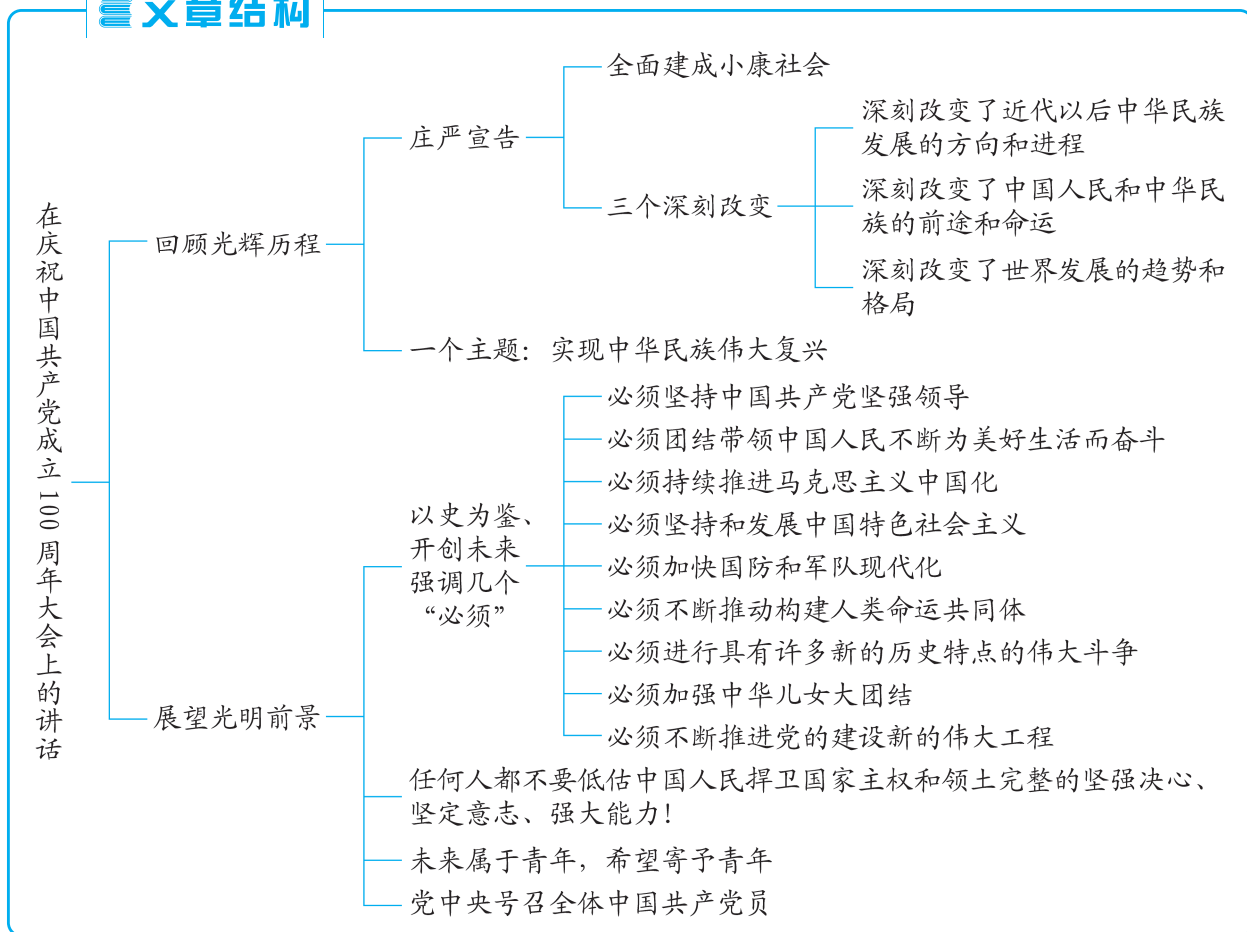 文章结构
在庆祝中国共产党成立100周年大会上的讲话
回顾光辉历程
庄严宣告
全面建成小康社会
三个深刻改变
深刻改变了近代以后中华民族
发展的方向和进程
深刻改变了中国人民和中华民
族的前途和命运
深刻改变了世界发展的趋势和
格局
一个主题：实现中华民族伟大复兴
展望光明前景
以史为鉴、
开创未来
强调几个
“必须”
必须坚持中国共产党坚强领导
必须团结带领中国人民不断为美好生活而奋斗
必须持续推进马克思主义中国化
必须坚持和发展中国特色社会主义
必须加快国防和军队现代化
必须不断推动构建人类命运共同体
必须进行具有许多新的历史特点的伟大斗争
必须加强中华儿女大团结
必须不断推进党的建设新的伟大工程
任何人都不要低估中国人民捍卫国家主权和领土完整的坚强决心、
坚定意志、强大能力！
未来属于青年，希望寄予青年
党中央号召全体中国共产党员